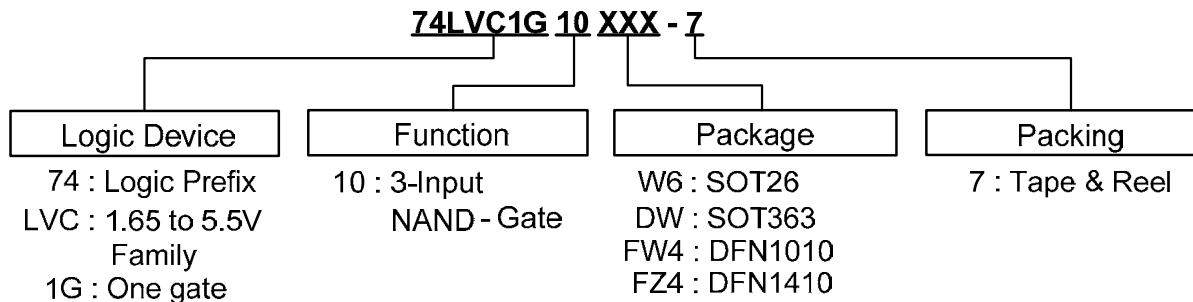 74LVC1G 10 XXX - 7
Logic Device
74 : Logic Prefix
LVC : 1.65 to 5.5V
Family
1G : One gate
Function
10 : 3-Input
NAND - Gate
Package
W6 : SOT26
DW : SOT363
FW4 : DFN1010
FZ4 : DFN1410
Packing
7 : Tape & Reel